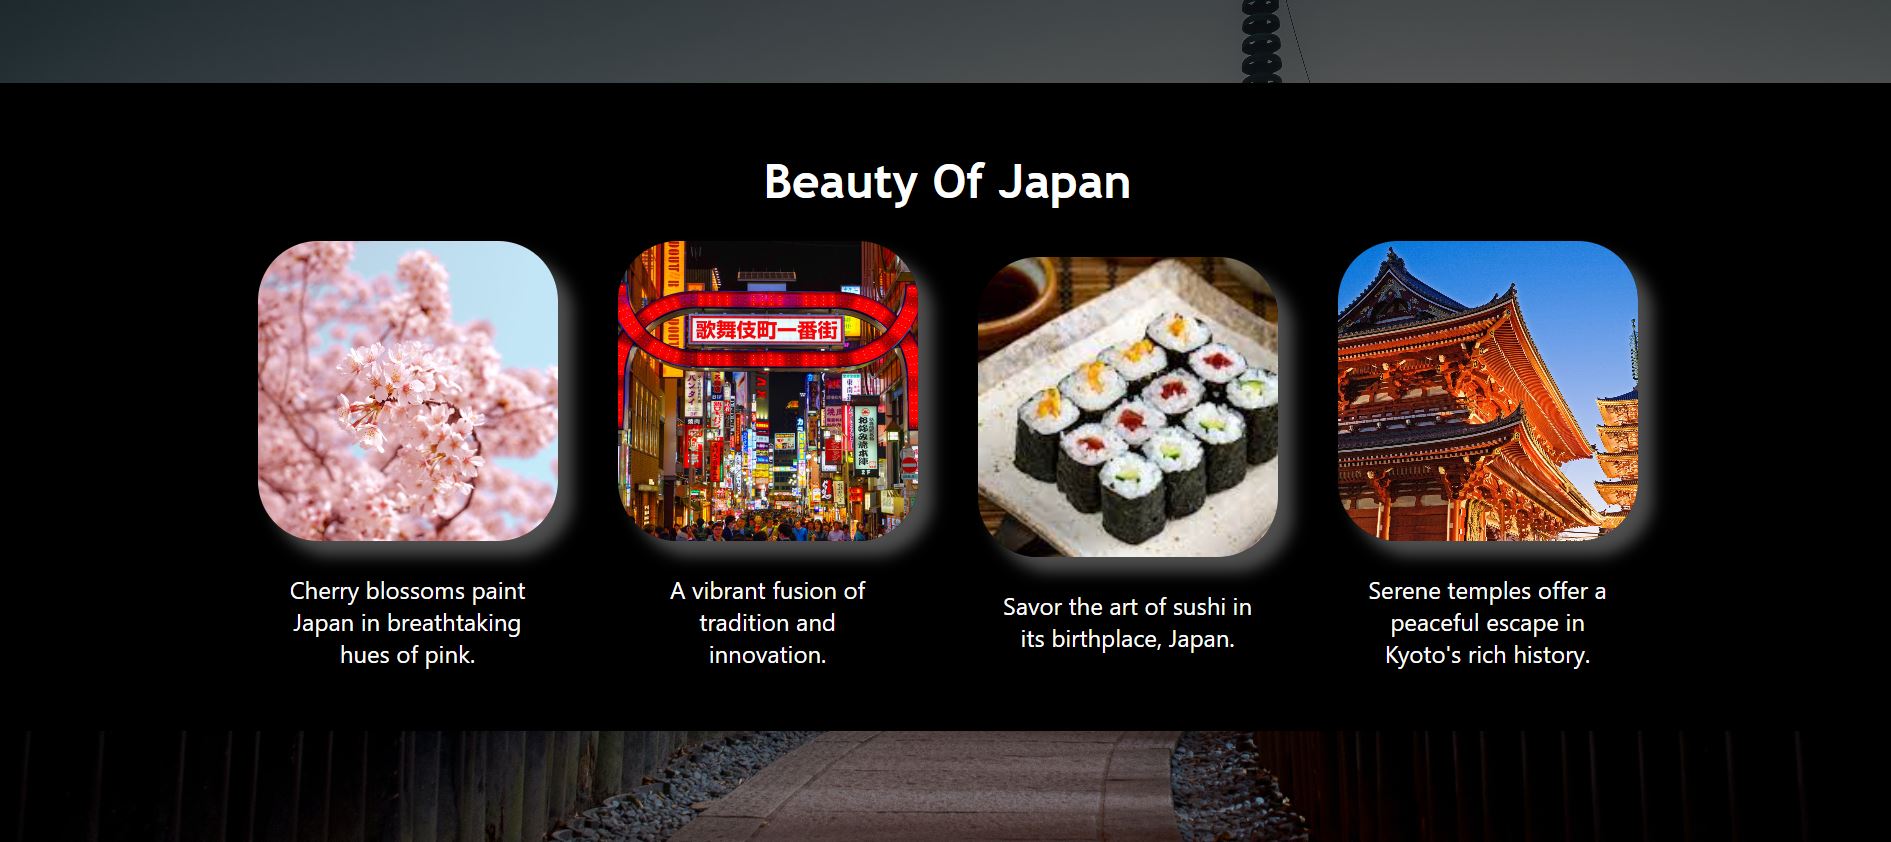 Beauty Of Japan
歌舞伎町一番街
Cherry blossoms paint
Japan in breathtaking
hues of pink.
A vibrant fusion of
tradition and
innovation.
Savor the art of sushi in
its birthplace, Japan.
Serene temples offer a
peaceful escape in
Kyoto's rich history.